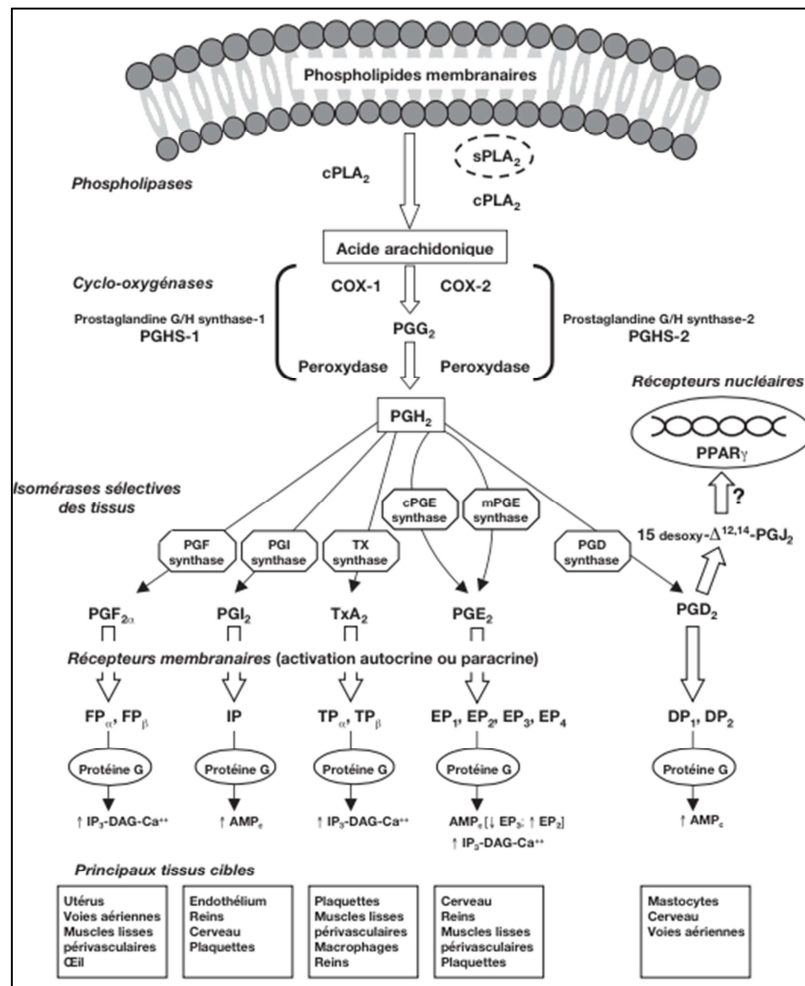 Phospholipides membranaires
sPLA₂
cPLA₂
Phospholipases
cPLA₂
Acide arachidonique
Cyclo-oxygénases
COX-1 COX-2
Prostaglandine G/H synthase-1
PGHS-1
Prostaglandine G/H synthase-2
PGHS-2
PGG₂
Peroxydase Peroxydase
Récepteurs nucléaires
PGH₂
PPARγ
Isomérases sélectives
des tissus
cPGE
synthase
mPGE
synthase
?
PGF
synthase
PGI
synthase
TX
synthase
PGD
synthase
15 desoxy-Δ¹²,¹⁴-PGJ₂
PGF₂α PGI₂ TxA₂ PGE₂ PGD₂
Récepteurs membranaires (activation autocrine ou paracrine)
FPα, FPβ IP TPα, TPβ EP₁, EP₂, EP₃, EP₄ DP₁, DP₂
Protéine G Protéine G Protéine G Protéine G Protéine G
↑ IP₃-DAG-Ca⁺⁺ ↑ AMPc ↑ IP₃-DAG-Ca⁺⁺ AMPc [↓ EP₃; ↑ EP₂] ↑ AMPc
↑ IP₃-DAG-Ca⁺⁺
Principaux tissus cibles
Utérus
Voies aériennes
Muscles lisses
périvasculaires
Œil
Endothélium
Reins
Cerveau
Plaquettes
Plaquettes
Muscles lisses
périvasculaires
Macrophages
Reins
Cerveau
Reins
Muscles lisses
périvasculaires
Plaquettes
Mastocytes
Cerveau
Voies aériennes